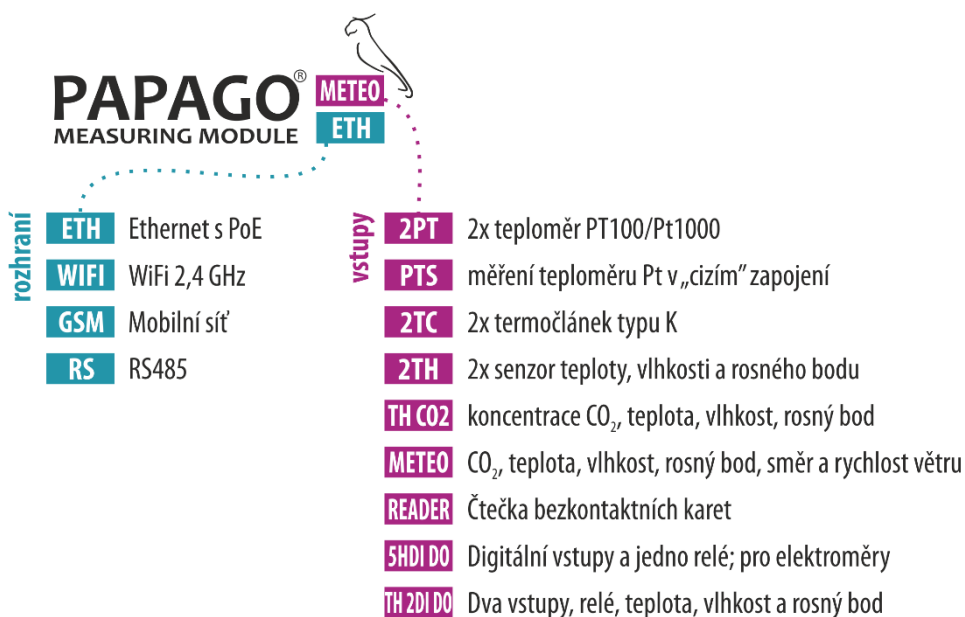 PAPAGO® METEO
MEASURING MODULE ETH
rozhraní
ETH Ethernet s PoE
WIFI WiFi 2,4 GHz
GSM Mobilní síť
RS RS485
vstupy
2PT 2x teploměr PT100/Pt1000
PTS měření teploměru Pt v „cizím” zapojení
2TC 2x termočlánek typu K
2TH 2x senzor teploty, vlhkosti a rosného bodu
TH CO2 koncentrace CO₂, teplota, vlhkost, rosný bod
METEO CO₂, teplota, vlhkost, rosný bod, směr a rychlost větru
READER Čtečka bezkontaktních karet
5HDI DO Digitální vstupy a jedno relé; pro elektroměry
TH 2DI DO Dva vstupy, relé, teplota, vlhkost a rosný bod